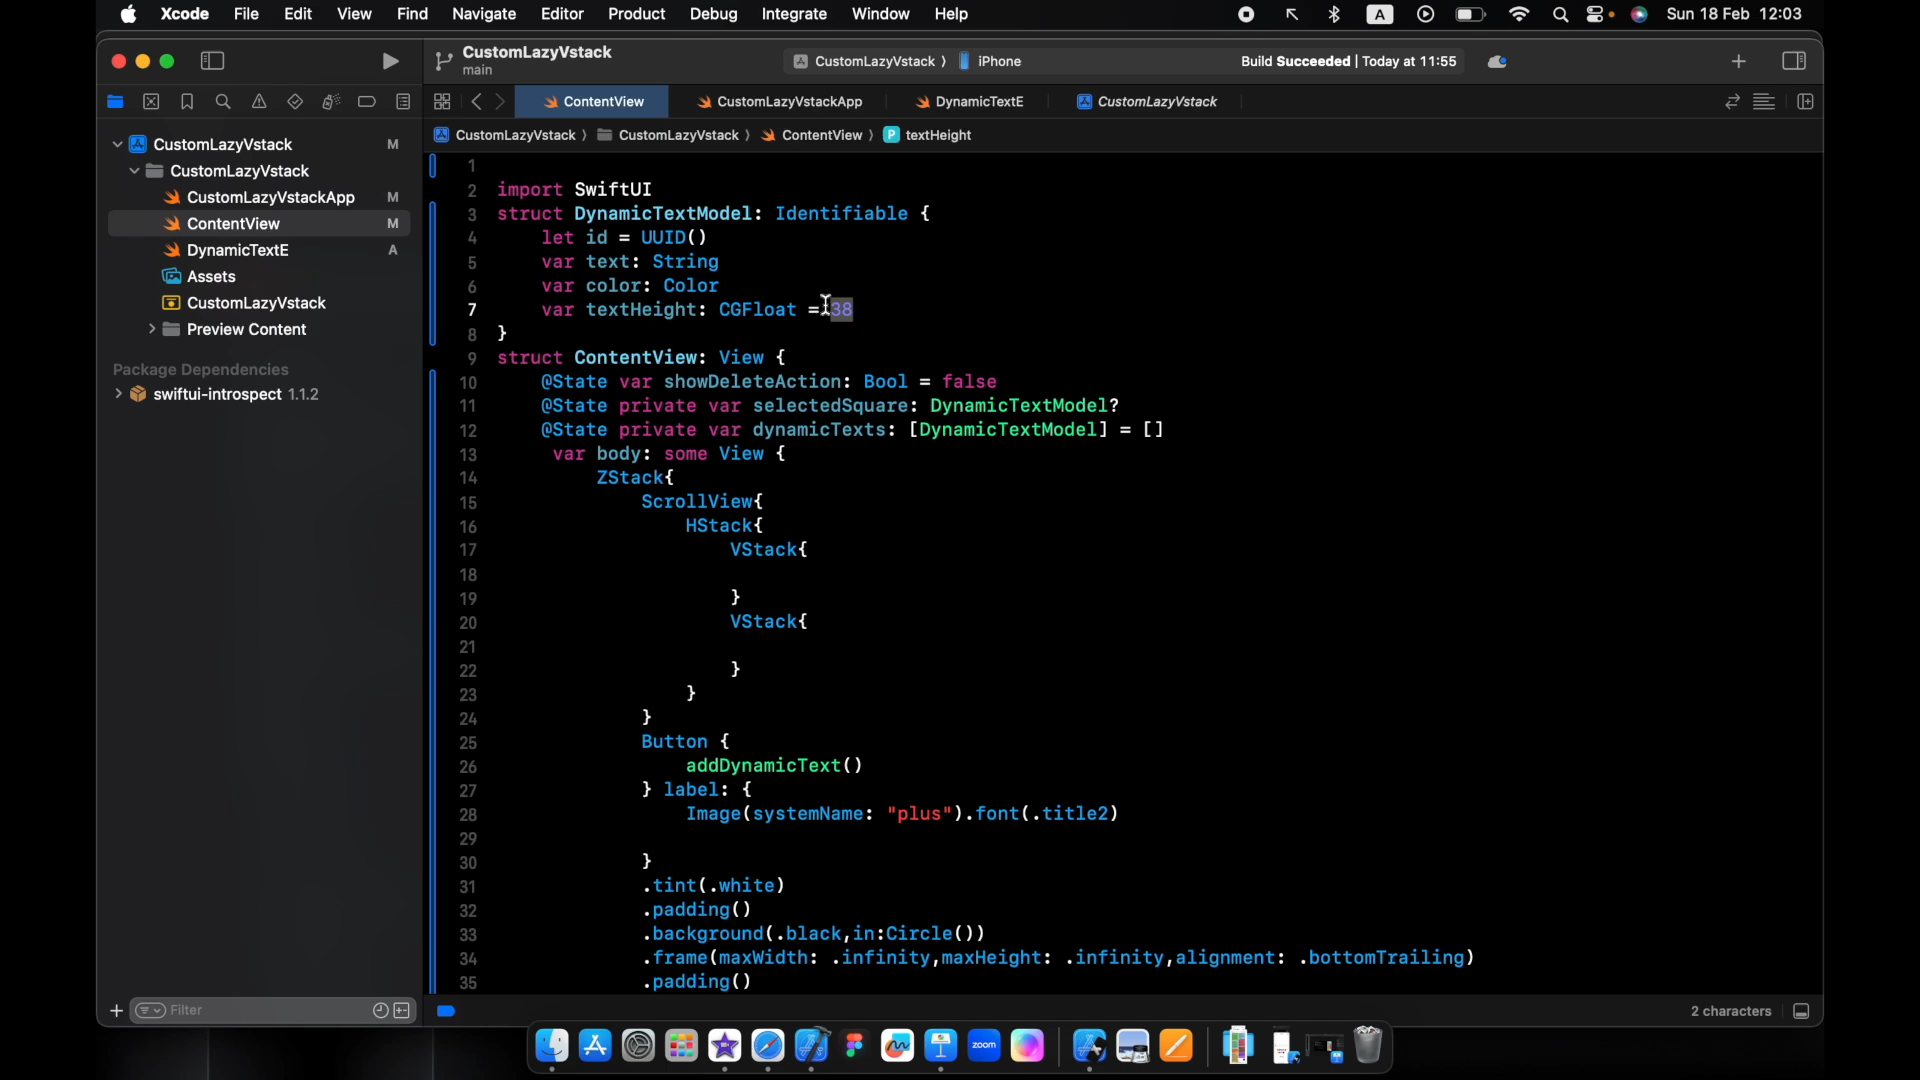 Xcode File Edit View Find Navigate Editor Product Debug Integrate Window Help A Sun 18 Feb 12:03
CustomLazyVstack
main
CustomLazyVstack 〉 iPhone Build Succeeded | Today at 11:55
ContentView CustomLazyVstackApp DynamicTextE CustomLazyVstack
CustomLazyVstack 〉 CustomLazyVstack 〉 ContentView 〉 P textHeight
CustomLazyVstack M
CustomLazyVstack
CustomLazyVstackApp M
ContentView M
DynamicTextE A
Assets
CustomLazyVstack
Preview Content
Package Dependencies
swiftui-introspect 1.1.2
1
2 import SwiftUI
3 struct DynamicTextModel: Identifiable {
4 let id = UUID()
5 var text: String
6 var color: Color
7 var textHeight: CGFloat = 38
8 }
9 struct ContentView: View {
10 @State var showDeleteAction: Bool = false
11 @State private var selectedSquare: DynamicTextModel?
12 @State private var dynamicTexts: [DynamicTextModel] = []
13 var body: some View {
14 ZStack{
15 ScrollView{
16 HStack{
17 VStack{
18
19 }
20 VStack{
21
22 }
23 }
24 }
25 Button {
26 addDynamicText()
27 } label: {
28 Image(systemName: "plus").font(.title2)
29
30 }
31 .tint(.white)
32 .padding()
33 .background(.black,in:Circle())
34 .frame(maxWidth: .infinity,maxHeight: .infinity,alignment: .bottomTrailing)
35 .padding()
Filter
2 characters
zoom